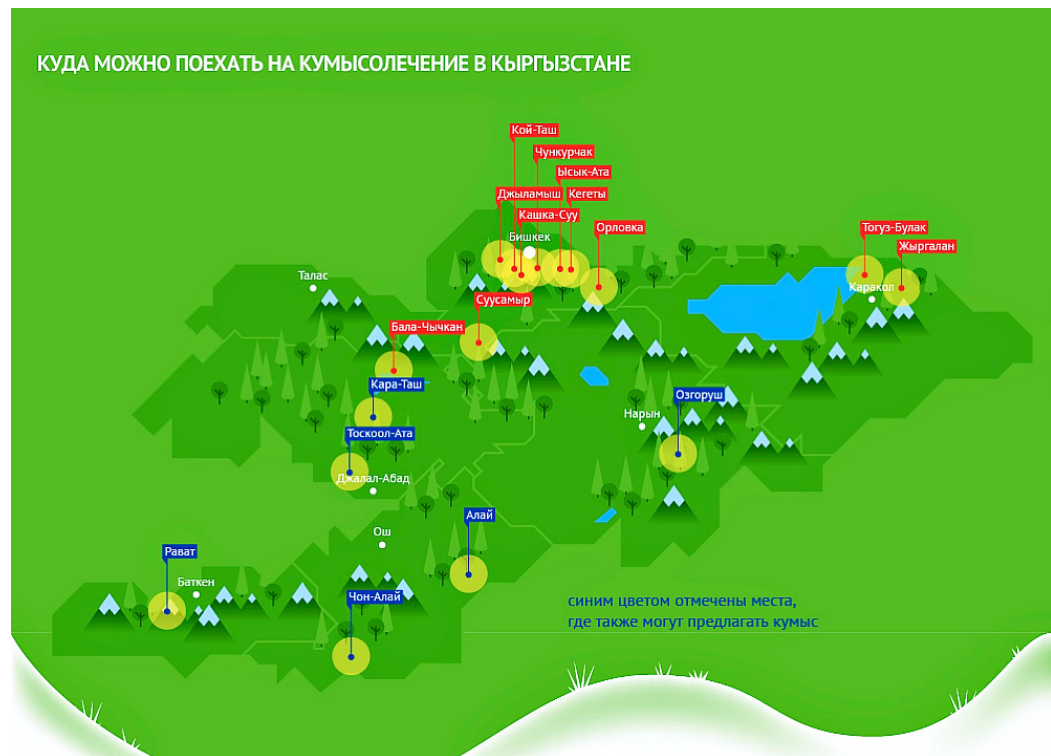 КУДА МОЖНО ПОЕХАТЬ НА КУМЫСОЛЕЧЕНИЕ В КЫРГЫЗСТАНЕ
Кой-Таш
Чункурчак
Ысык-Ата
Джыламыш
Кегеты
Кашка-Суу
Орловка
Тогуз-Булак
Бишкек
Жыргалан
Талас
Каракол
Суусамыр
Бала-Чычкан
Кара-Таш
Озгоруш
Нарын
Тоскоол-Ата
Джалал-Абад
Алай
Ош
Рават
Баткен
Чон-Алай
синим цветом отмечены места,
где также могут предлагать кумыс